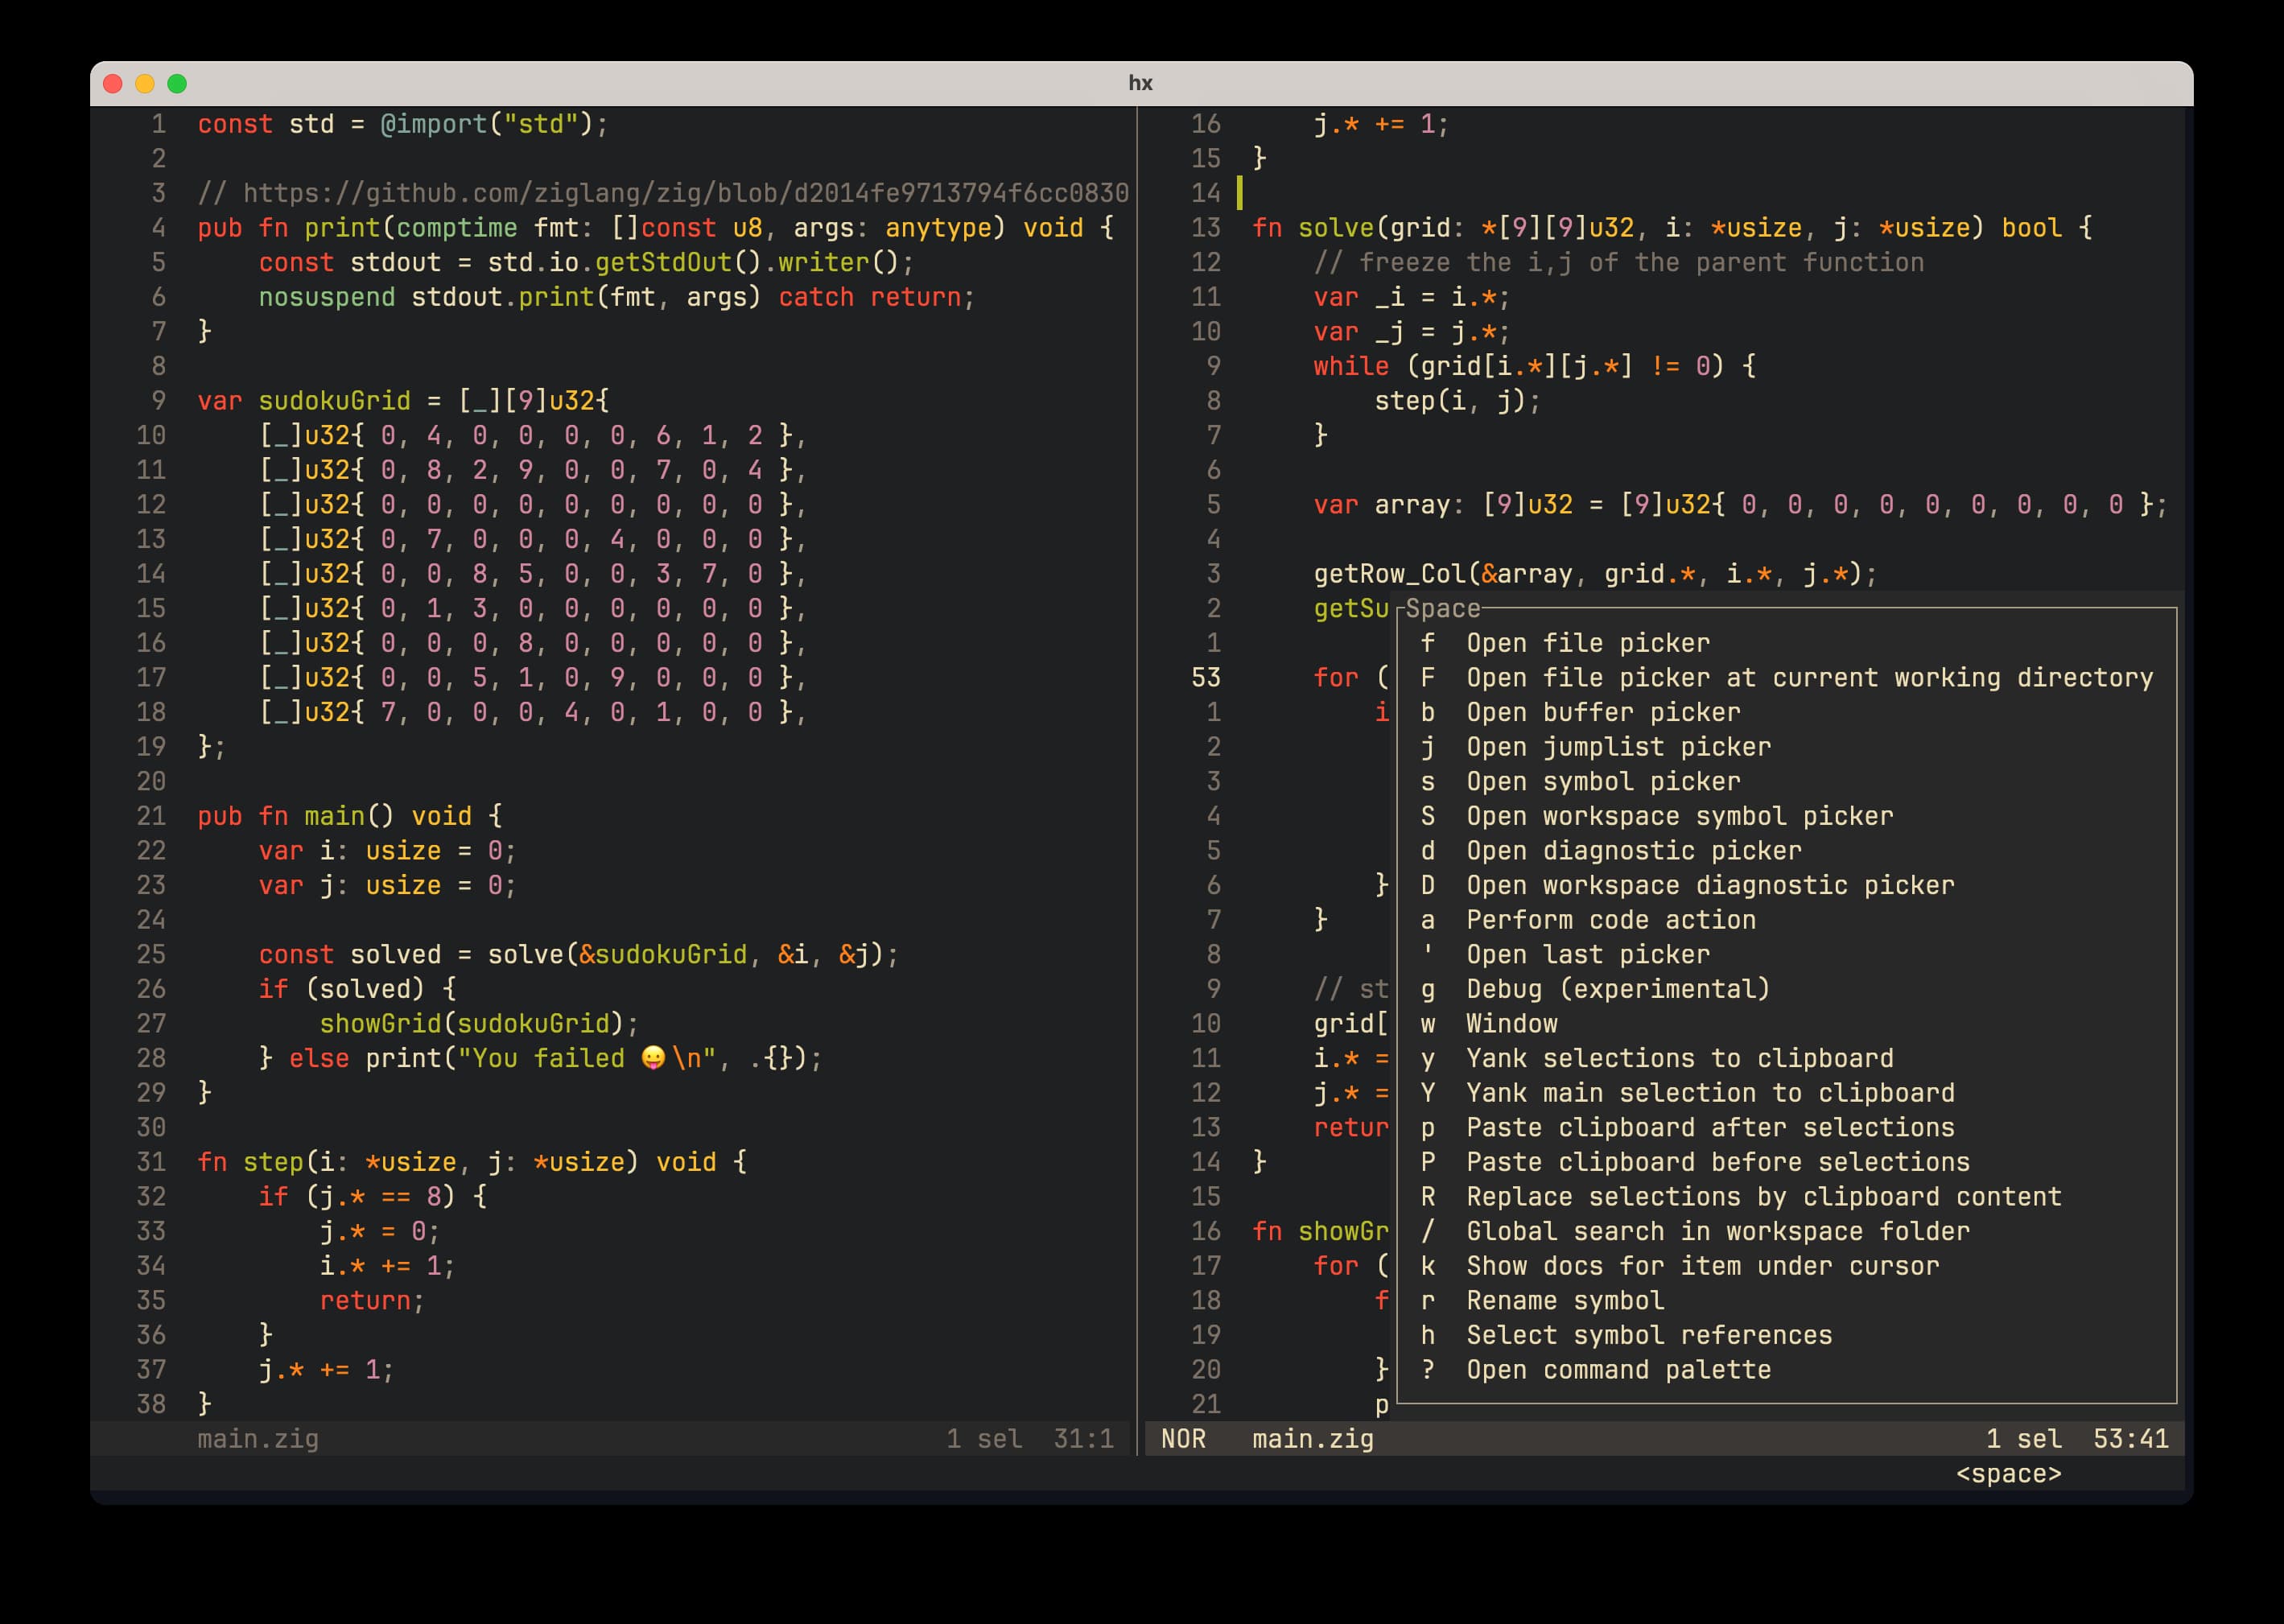 hx
1 const std = @import("std");
2
3 // https://github.com/ziglang/zig/blob/d2014fe9713794f6cc0830
4 pub fn print(comptime fmt: []const u8, args: anytype) void {
5     const stdout = std.io.getStdOut().writer();
6     nosuspend stdout.print(fmt, args) catch return;
7 }
8
9 var sudokuGrid = [_][9]u32{
10     [_]u32{ 0, 4, 0, 0, 0, 0, 6, 1, 2 },
11     [_]u32{ 0, 8, 2, 9, 0, 0, 7, 0, 4 },
12     [_]u32{ 0, 0, 0, 0, 0, 0, 0, 0, 0 },
13     [_]u32{ 0, 7, 0, 0, 0, 4, 0, 0, 0 },
14     [_]u32{ 0, 0, 8, 5, 0, 0, 3, 7, 0 },
15     [_]u32{ 0, 1, 3, 0, 0, 0, 0, 0, 0 },
16     [_]u32{ 0, 0, 0, 8, 0, 0, 0, 0, 0 },
17     [_]u32{ 0, 0, 5, 1, 0, 9, 0, 0, 0 },
18     [_]u32{ 7, 0, 0, 0, 4, 0, 1, 0, 0 },
19 };
20
21 pub fn main() void {
22     var i: usize = 0;
23     var j: usize = 0;
24
25     const solved = solve(&sudokuGrid, &i, &j);
26     if (solved) {
27         showGrid(sudokuGrid);
28     } else print("You failed 😛\n", .{});
29 }
30
31 fn step(i: *usize, j: *usize) void {
32     if (j.* == 8) {
33         j.* = 0;
34         i.* += 1;
35         return;
36     }
37     j.* += 1;
38 }
main.zig 1 sel 31:1
16     j.* += 1;
15 }
14
13 fn solve(grid: *[9][9]u32, i: *usize, j: *usize) bool {
12     // freeze the i,j of the parent function
11     var _i = i.*;
10     var _j = j.*;
9     while (grid[i.*][j.*] != 0) {
8         step(i, j);
7     }
6
5     var array: [9]u32 = [9]u32{ 0, 0, 0, 0, 0, 0, 0, 0, 0 };
4
3     getRow_Col(&array, grid.*, i.*, j.*);
2     getSu
1
53     for (
1         i
2
3
4
5
6         }
7     }
8
9     // st
10     grid[
11     i.* =
12     j.* =
13     retur
14 }
15
16 fn showGr
17     for (
18         f
19
20         }
21         p
Space
f Open file picker
F Open file picker at current working directory
b Open buffer picker
j Open jumplist picker
s Open symbol picker
S Open workspace symbol picker
d Open diagnostic picker
D Open workspace diagnostic picker
a Perform code action
' Open last picker
g Debug (experimental)
w Window
y Yank selections to clipboard
Y Yank main selection to clipboard
p Paste clipboard after selections
P Paste clipboard before selections
R Replace selections by clipboard content
/ Global search in workspace folder
k Show docs for item under cursor
r Rename symbol
h Select symbol references
? Open command palette
NOR main.zig 1 sel 53:41
<space>